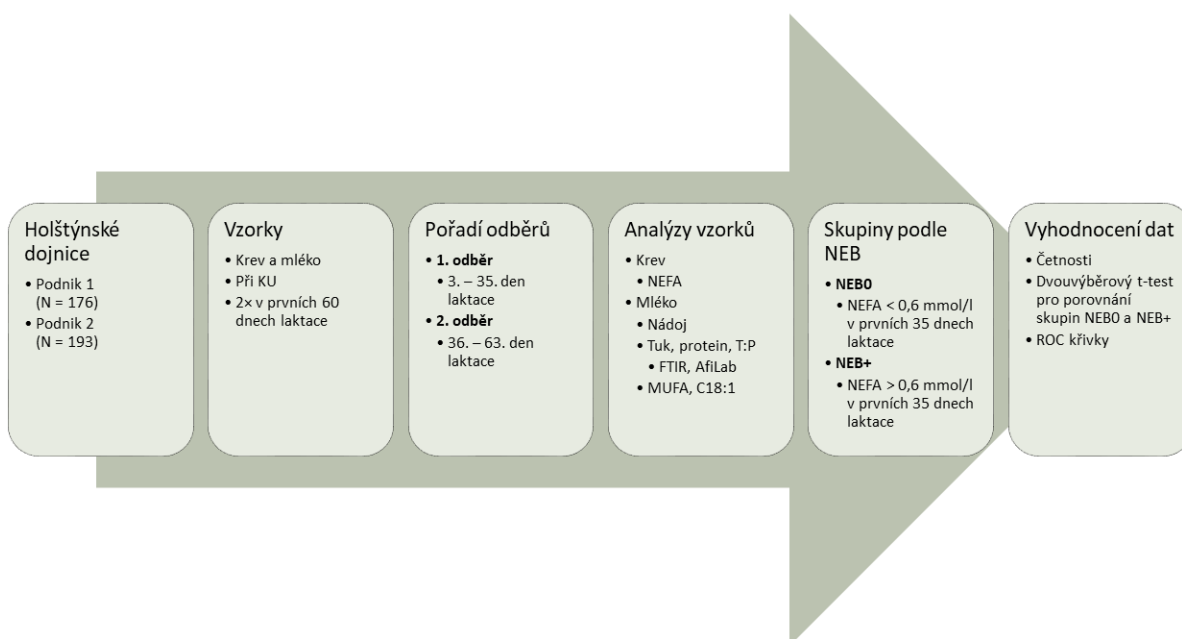 Holštýnské
dojnice
• Podnik 1
(N = 176)
• Podnik 2
(N = 193)
Vzorky
• Krev a mléko
• Při KU
• 2× v prvních 60
dnech laktace
Pořadí odběrů
• 1. odběr
• 3. – 35. den
laktace
• 2. odběr
• 36. – 63. den
laktace
Analýzy vzorků
• Krev
• NEFA
• Mléko
• Nádoj
• Tuk, protein, T:P
• FTIR, AfiLab
• MUFA, C18:1
Skupiny podle
NEB
• NEB0
• NEFA < 0,6 mmol/l
v prvních 35 dnech
laktace
• NEB+
• NEFA > 0,6 mmol/l
v prvních 35 dnech
laktace
Vyhodnocení dat
• Četnosti
• Dvouvýběrový t-test
pro porovnání
skupin NEB0 a NEB+
• ROC křivky